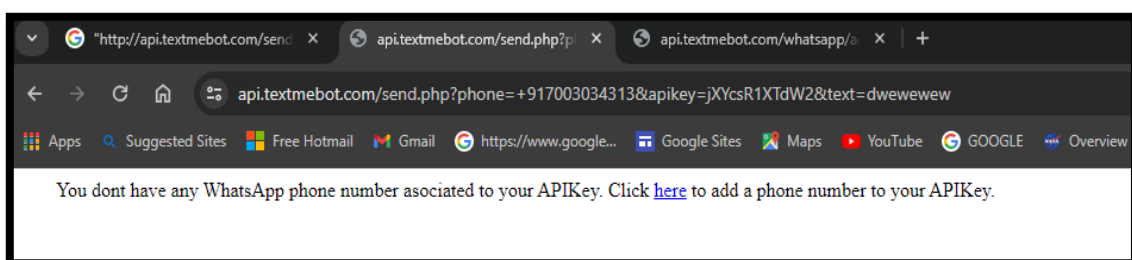 "http://api.textmebot.com/send
api.textmebot.com/send.php?p
api.textmebot.com/whatsapp/a
api.textmebot.com/send.php?phone=+917003034313&apikey=jXYcsR1XTdW2&text=dwewewew
Apps Suggested Sites Free Hotmail Gmail https://www.google... Google Sites Maps YouTube GOOGLE Overview
You dont have any WhatsApp phone number asociated to your APIKey. Click here to add a phone number to your APIKey.